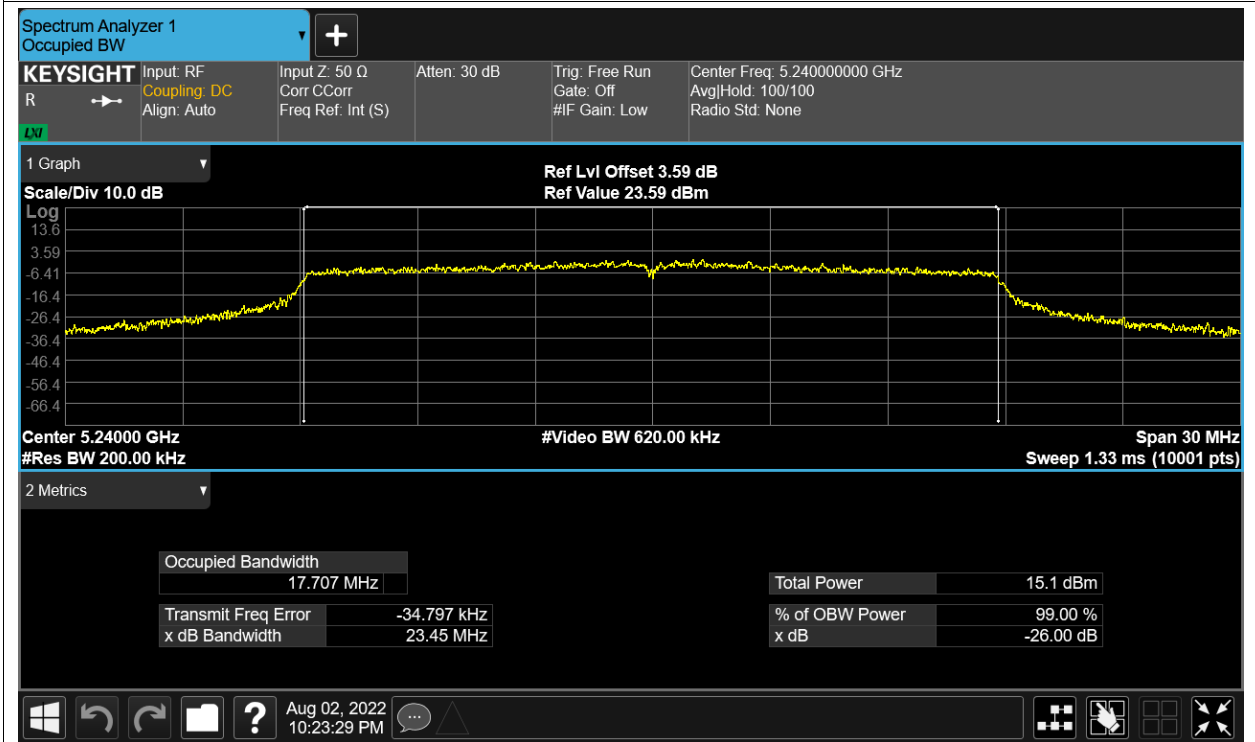 Spectrum Analyzer 1
Occupied BW
KEYSIGHT
R
LXI
Input: RF
Coupling: DC
Align: Auto
Input Z: 50 Ω
Corr CCorr
Freq Ref: Int (S)
Atten: 30 dB
Trig: Free Run
Gate: Off
#IF Gain: Low
Center Freq: 5.240000000 GHz
Avg|Hold: 100/100
Radio Std: None
1 Graph
Scale/Div 10.0 dB
Ref Lvl Offset 3.59 dB
Ref Value 23.59 dBm
Log
13.6
3.59
-6.41
-16.4
-26.4
-36.4
-46.4
-56.4
-66.4
Center 5.24000 GHz
#Video BW 620.00 kHz
Span 30 MHz
#Res BW 200.00 kHz
Sweep 1.33 ms (10001 pts)
2 Metrics
Occupied Bandwidth
17.707 MHz
Transmit Freq Error -34.797 kHz
x dB Bandwidth 23.45 MHz
Total Power 15.1 dBm
% of OBW Power 99.00 %
x dB -26.00 dB
?
Aug 02, 2022
10:23:29 PM